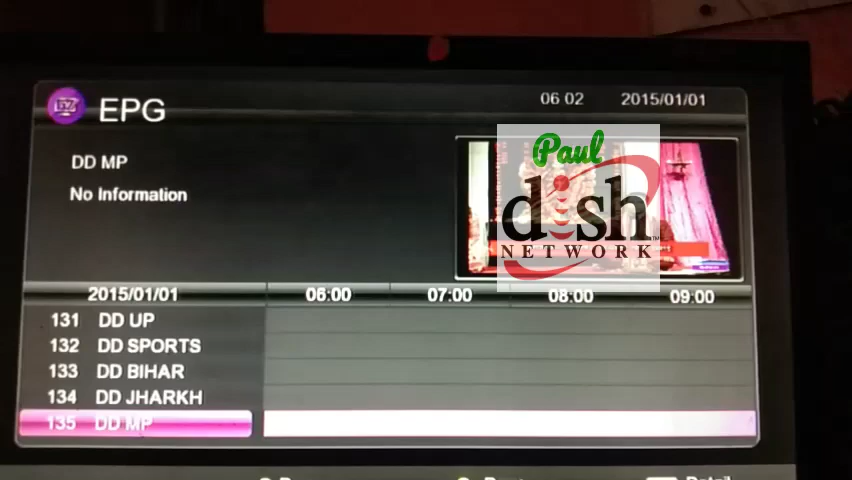 EPG
06 02 2015/01/01
DD MP
No Information
Paul
dish
NETWORK
2015/01/01 06:00 07:00 08:00 09:00
131 DD UP
132 DD SPORTS
133 DD BIHAR
134 DD JHARKH
135 DD MP
Detail